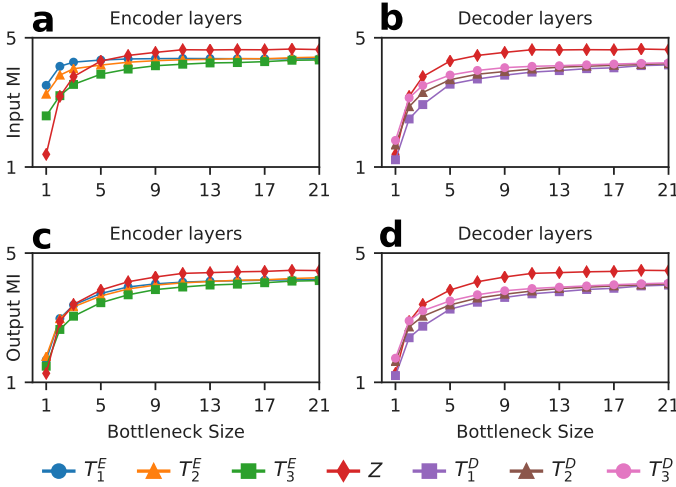 a Encoder layers
b Decoder layers
Input MI
5
1
1 5 9 13 17 21
1 5 9 13 17 21
5
1
c Encoder layers
d Decoder layers
Output MI
5
1
1 5 9 13 17 21
Bottleneck Size
5
1
1 5 9 13 17 21
Bottleneck Size
T₁ᴱ T₂ᴱ T₃ᴱ Z T₁ᴰ T₂ᴰ T₃ᴰ